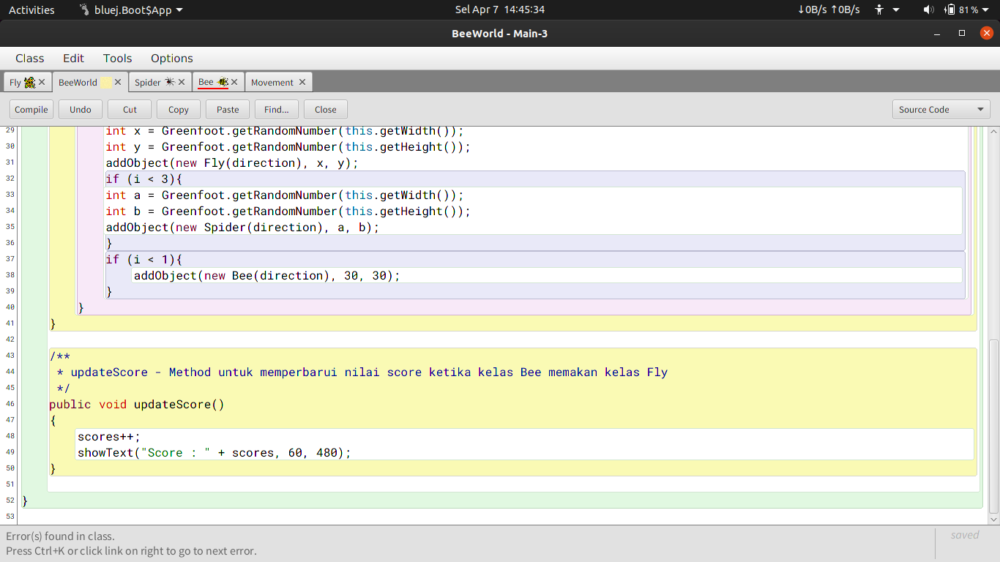 Activities bluej.Boot$App Sel Apr 7 14:45:34 ↓0B/s ↑0B/s 81%
BeeWorld - Main-3
Class Edit Tools Options
Fly BeeWorld Spider Bee Movement
Compile Undo Cut Copy Paste Find... Close Source Code
29 int x = Greenfoot.getRandomNumber(this.getWidth());
30 int y = Greenfoot.getRandomNumber(this.getHeight());
31 addObject(new Fly(direction), x, y);
32 if (i < 3){
33 int a = Greenfoot.getRandomNumber(this.getWidth());
34 int b = Greenfoot.getRandomNumber(this.getHeight());
35 addObject(new Spider(direction), a, b);
36 }
37 if (i < 1){
38 addObject(new Bee(direction), 30, 30);
39 }
40 }
41 }
42
43 /**
44 * updateScore - Method untuk memperbarui nilai score ketika kelas Bee memakan kelas Fly
45 */
46 public void updateScore()
47 {
48 scores++;
49 showText("Score : " + scores, 60, 480);
50 }
51
52 }
53
Error(s) found in class.
Press Ctrl+K or click link on right to go to next error.
saved